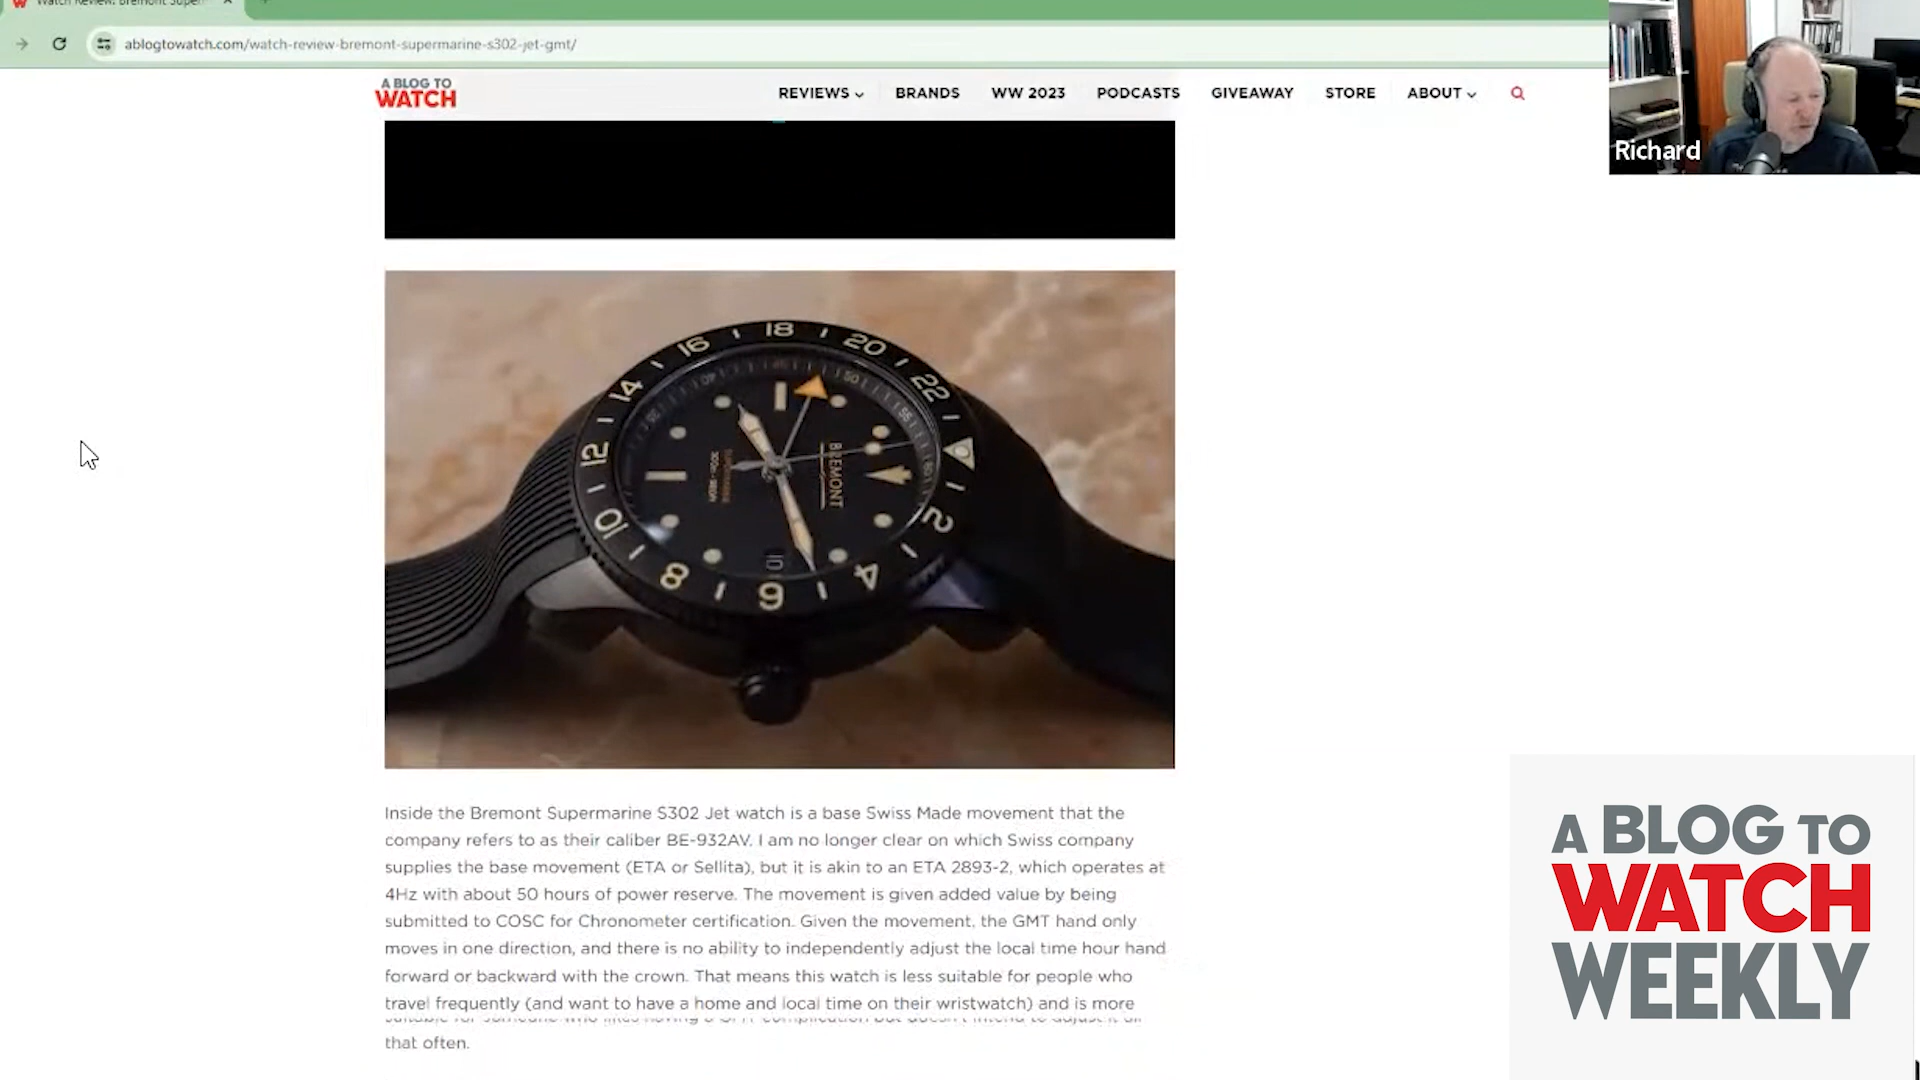 Watch Review: Bremont Super
ablogtowatch.com/watch-review-bremont-supermarine-s302-jet-gmt/
A BLOG TO
WATCH
REVIEWS
BRANDS
WW 2023
PODCASTS
GIVEAWAY
STORE
ABOUT
Richard
18
20
22
2
4
6
8
10
12
14
16
50
55
BREMONT
SUPERMARINE
10
Inside the Bremont Supermarine S302 Jet watch is a base Swiss Made movement that the
company refers to as their caliber BE-932AV. I am no longer clear on which Swiss company
supplies the base movement (ETA or Sellita), but it is akin to an ETA 2893-2, which operates at
4Hz with about 50 hours of power reserve. The movement is given added value by being
submitted to COSC for Chronometer certification. Given the movement, the GMT hand only
moves in one direction, and there is no ability to independently adjust the local time hour hand
forward or backward with the crown. That means this watch is less suitable for people who
travel frequently (and want to have a home and local time on their wristwatch) and is more
that often.
A BLOG TO
WATCH
WEEKLY